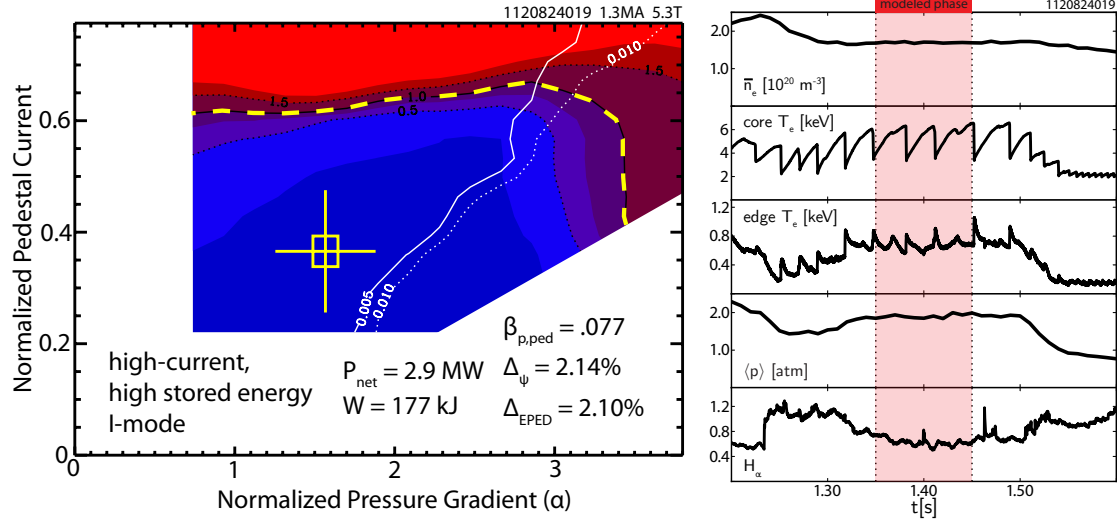 1120824019 1.3MA 5.3T
Normalized Pedestal Current
0.8
0.6
0.4
0.2
0
0
1
2
3
Normalized Pressure Gradient (α)
1.5
1.0
0.5
1.5
0.010
0.005
0.010
high-current,
high stored energy
I-mode
P_net = 2.9 MW
W = 177 kJ
β_p,ped = .077
Δ_ψ = 2.14%
Δ_EPED = 2.10%
modeled phase
1120824019
2.0
1.0
n̅_e [10²⁰ m⁻³]
core T_e [keV]
6
4
2
edge T_e [keV]
1.2
0.8
0.4
2.0
1.0
⟨p⟩ [atm]
1.2
0.8
0.4
H_α
1.30
1.40
1.50
t[s]